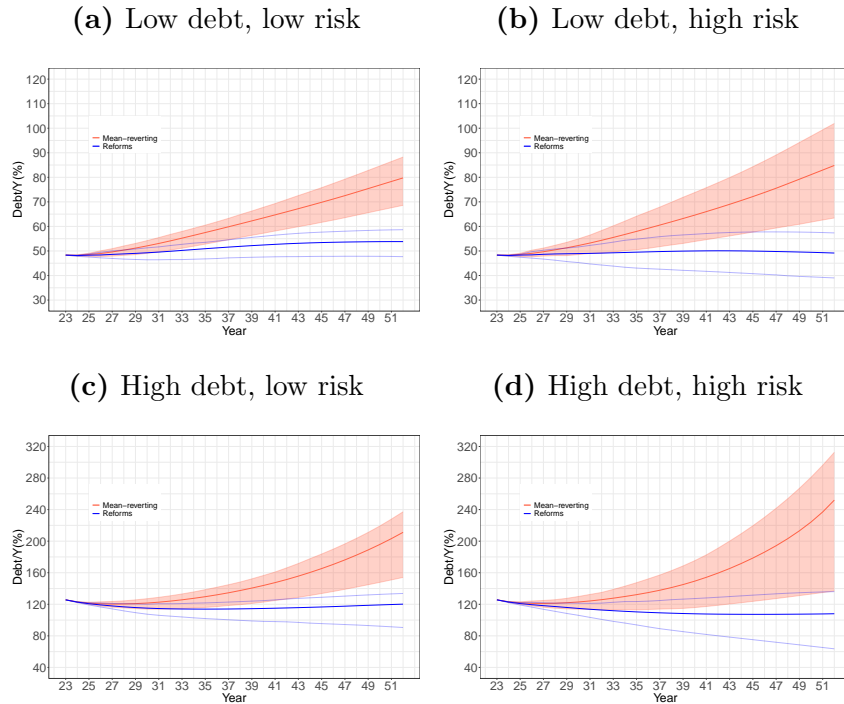 (a) Low debt, low risk
120
110
100
90
80
70
60
50
40
30
Debt/Y(%)
Mean−reverting
Reforms
23 25 27 29 31 33 35 37 39 41 43 45 47 49 51
Year
(b) Low debt, high risk
120
110
100
90
80
70
60
50
40
30
Debt/Y(%)
Mean−reverting
Reforms
23 25 27 29 31 33 35 37 39 41 43 45 47 49 51
Year
(c) High debt, low risk
320
280
240
200
160
120
80
40
Debt/Y(%)
Mean−reverting
Reforms
23 25 27 29 31 33 35 37 39 41 43 45 47 49 51
Year
(d) High debt, high risk
320
280
240
200
160
120
80
40
Debt/Y(%)
Mean−reverting
Reforms
23 25 27 29 31 33 35 37 39 41 43 45 47 49 51
Year